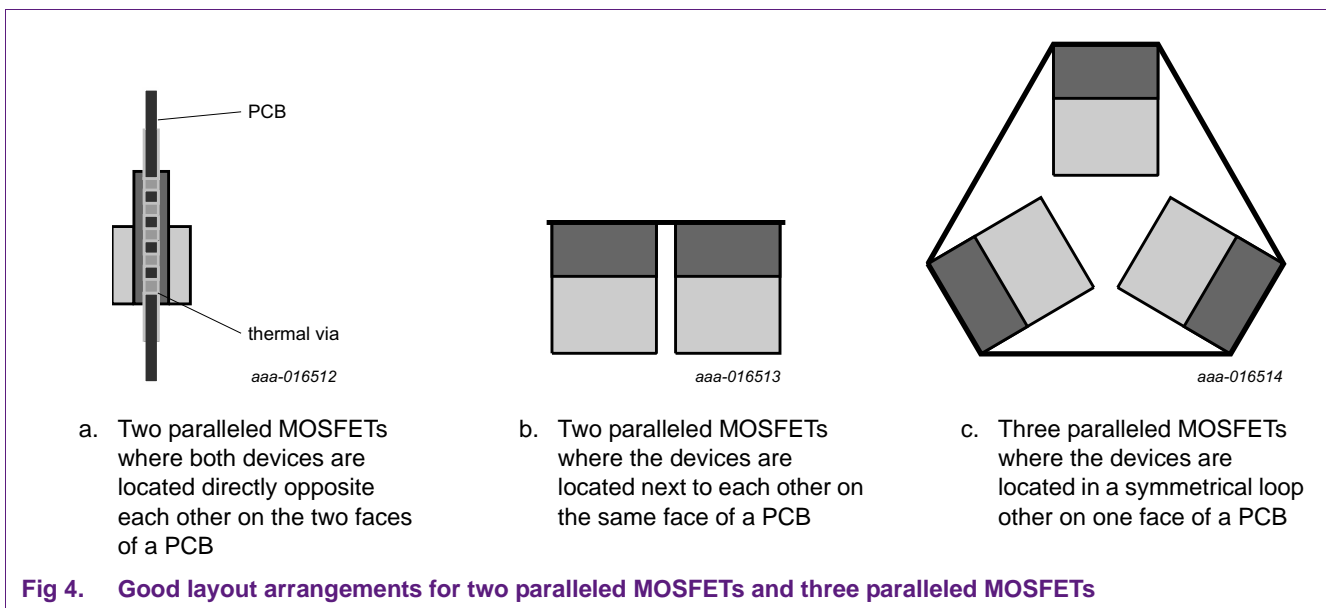 PCB
thermal via
aaa-016512
aaa-016513
aaa-016514
a. Two paralleled MOSFETs
where both devices are
located directly opposite
each other on the two faces
of a PCB
b. Two paralleled MOSFETs
where the devices are
located next to each other on
the same face of a PCB
c. Three paralleled MOSFETs
where the devices are
located in a symmetrical loop
other on one face of a PCB
Fig 4. Good layout arrangements for two paralleled MOSFETs and three paralleled MOSFETs